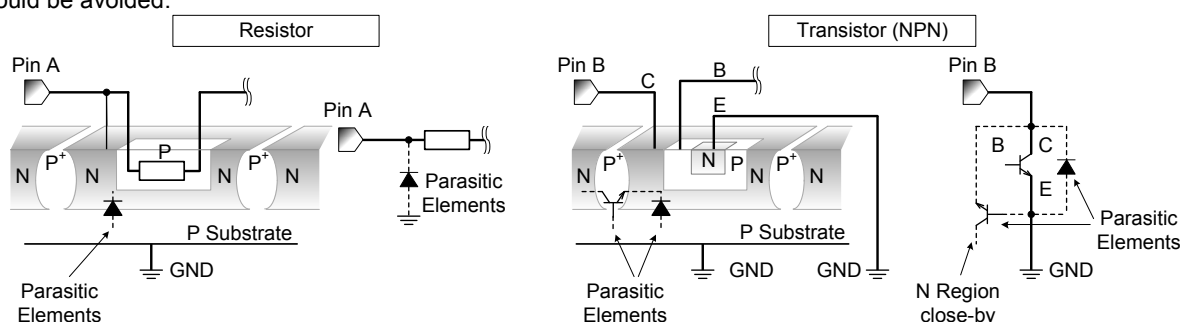 ould be avoided.
Resistor
Transistor (NPN)
Pin A
Pin B
Pin B
C
B
E
Pin A
N
P+
N
P
P+
N
Parasitic
Elements
P Substrate
GND
Parasitic
Elements
N
P+
N
N
P
P+
N
P Substrate
GND
GND
Parasitic
Elements
B
C
E
Parasitic
Elements
GND
N Region
close-by